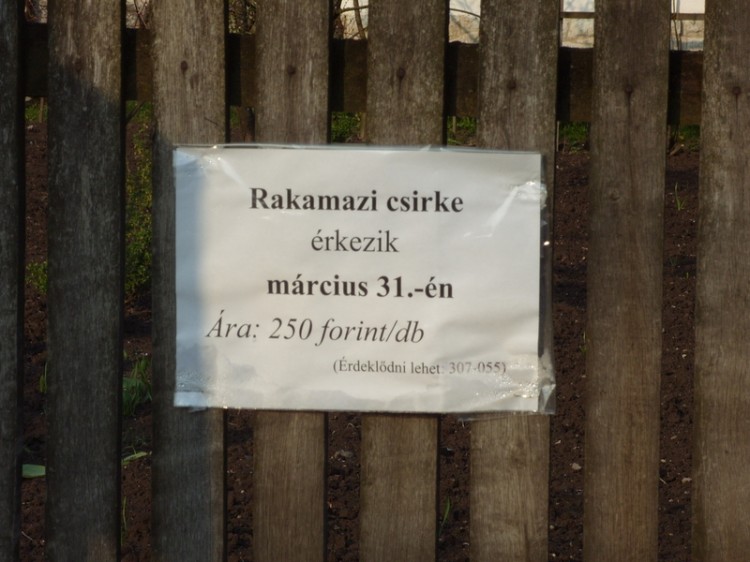 Rakamazi csirke
érkezik
március 31.-én
Ára: 250 forint/db
(Érdeklődni lehet: 307-055)